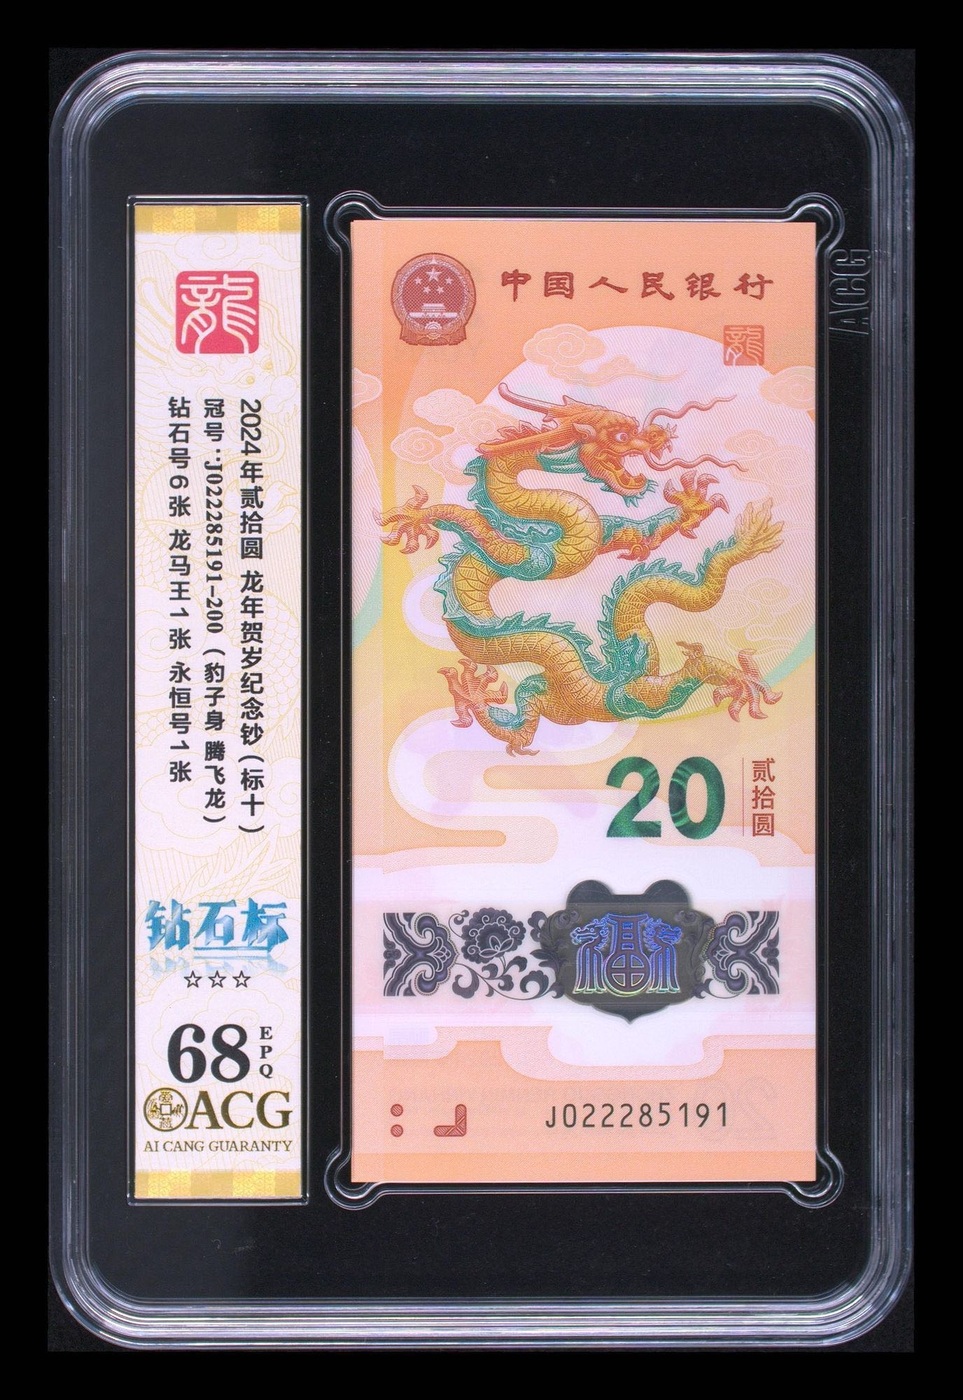 龍
2024年贰拾圆 龙年贺岁纪念钞（标十）
冠号：J022285191-200（豹子身 腾飞龙）
钻石号6张 龙马王1张 永恒号1张
钻石标
☆☆☆
68 EPQ
ACG
AI CANG GUARANTY
中国人民银行
龍
20 贰拾圆
福
J022285191
ACG